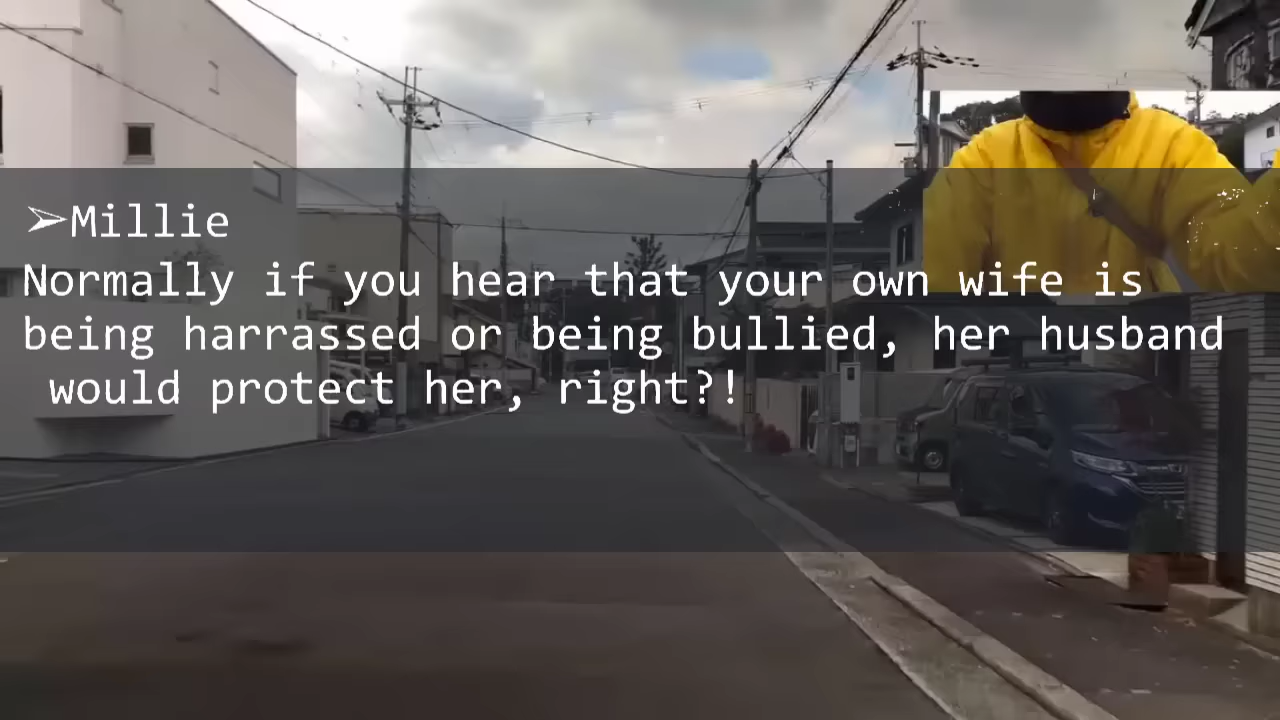 ➢Millie
Normally if you hear that your own wife is
being harrassed or being bullied, her husband
would protect her, right?!